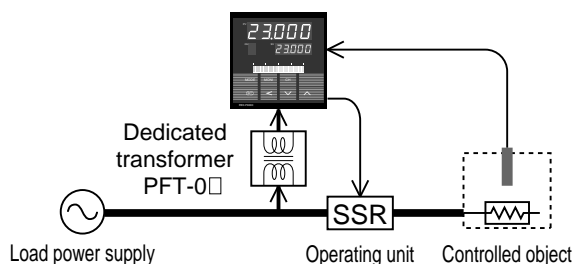 23.000
23.000
Dedicated
transformer
PFT-0□
SSR
Load power supply
Operating unit
Controlled object